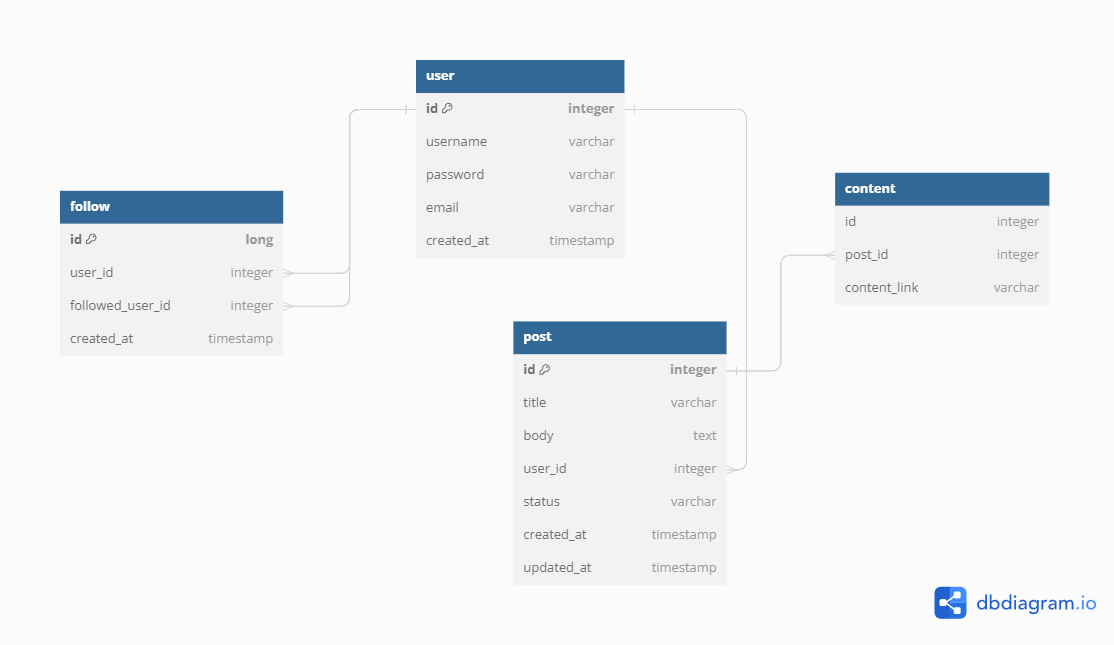 user
id integer
username varchar
password varchar
email varchar
created_at timestamp
follow
id long
user_id integer
followed_user_id integer
created_at timestamp
content
id integer
post_id integer
content_link varchar
post
id integer
title varchar
body text
user_id integer
status varchar
created_at timestamp
updated_at timestamp
dbdiagram.io